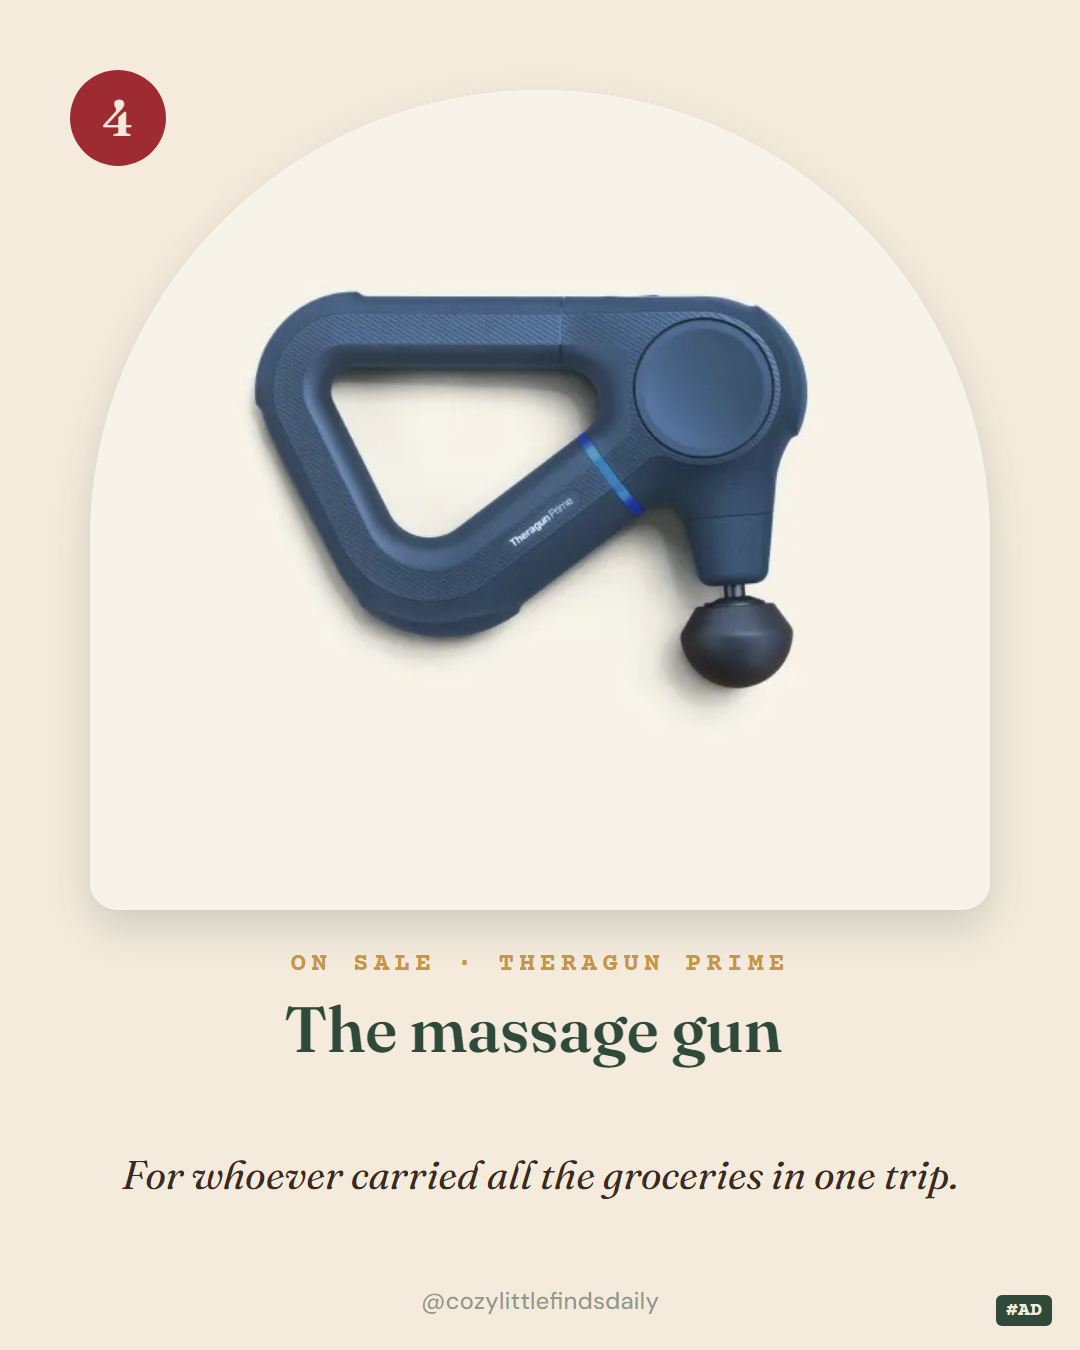 4
Theragun Prime
ON SALE · THERAGUN PRIME
The massage gun
For whoever carried all the groceries in one trip.
@cozylittlefindsdaily
#AD